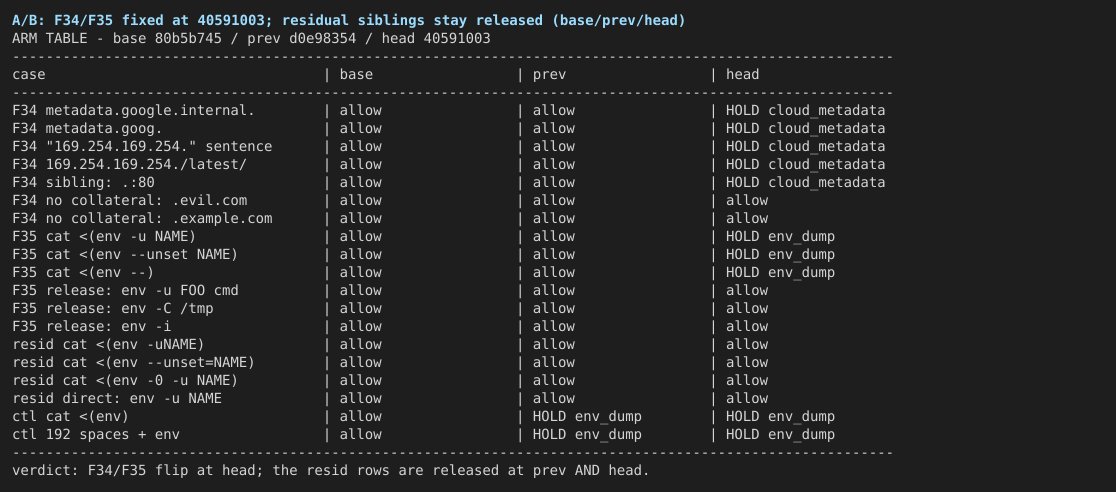 A/B: F34/F35 fixed at 40591003; residual siblings stay released (base/prev/head)
ARM TABLE - base 80b5b745 / prev d0e98354 / head 40591003
---------------------------------------------------------------------------------------------------------
case                                 | base                 | prev                 | head
---------------------------------------------------------------------------------------------------------
F34 metadata.google.internal.        | allow                | allow                | HOLD cloud_metadata
F34 metadata.goog.                   | allow                | allow                | HOLD cloud_metadata
F34 "169.254.169.254." sentence      | allow                | allow                | HOLD cloud_metadata
F34 169.254.169.254./latest/         | allow                | allow                | HOLD cloud_metadata
F34 sibling: .:80                    | allow                | allow                | HOLD cloud_metadata
F34 no collateral: .evil.com         | allow                | allow                | allow
F34 no collateral: .example.com      | allow                | allow                | allow
F35 cat <(env -u NAME)               | allow                | allow                | HOLD env_dump
F35 cat <(env --unset NAME)          | allow                | allow                | HOLD env_dump
F35 cat <(env --)                    | allow                | allow                | HOLD env_dump
F35 release: env -u FOO cmd          | allow                | allow                | allow
F35 release: env -C /tmp             | allow                | allow                | allow
F35 release: env -i                  | allow                | allow                | allow
resid cat <(env -uNAME)              | allow                | allow                | allow
resid cat <(env --unset=NAME)        | allow                | allow                | allow
resid cat <(env -0 -u NAME)          | allow                | allow                | allow
resid direct: env -u NAME            | allow                | allow                | allow
ctl cat <(env)                       | allow                | HOLD env_dump        | HOLD env_dump
ctl 192 spaces + env                 | allow                | HOLD env_dump        | HOLD env_dump
---------------------------------------------------------------------------------------------------------
verdict: F34/F35 flip at head; the resid rows are released at prev AND head.